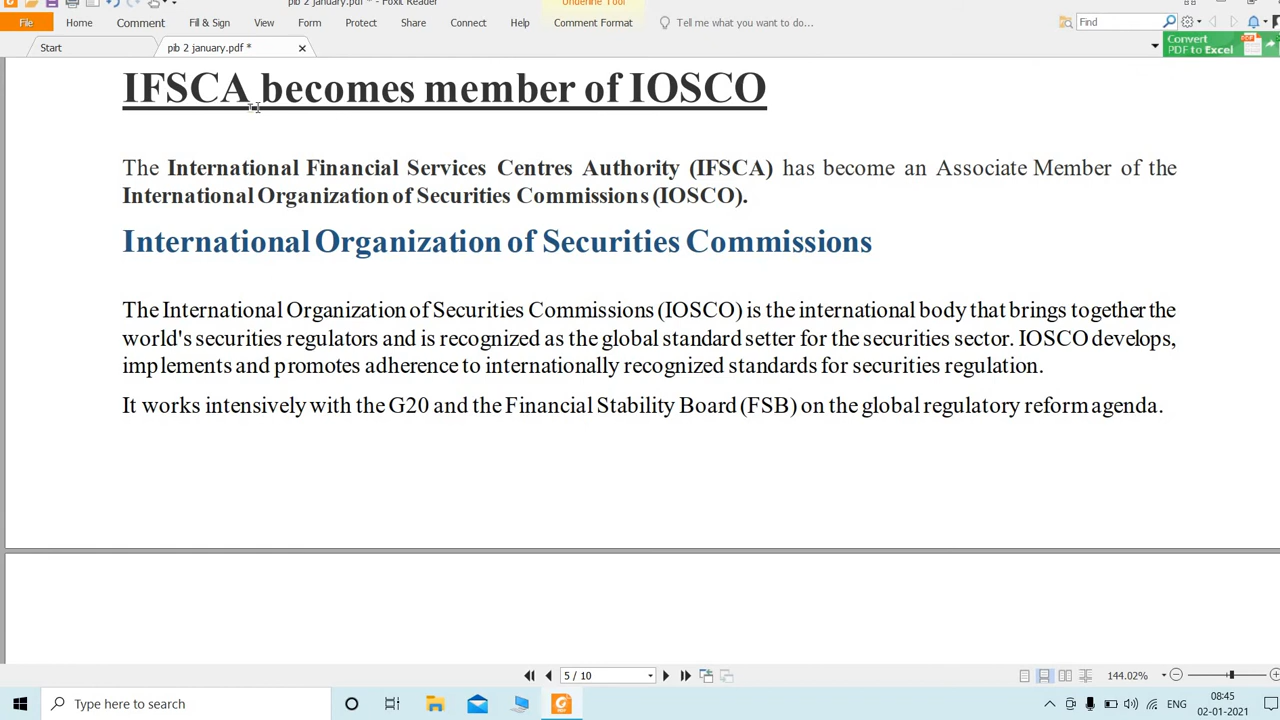 pib 2 january.pdf * - Foxit Reader
File Home Comment Fill & Sign View Form Protect Share Connect Help Comment Format Tell me what you want to do... Find
Start pib 2 january.pdf * Convert
PDF to Excel
IFSCA becomes member of IOSCO
The International Financial Services Centres Authority (IFSCA) has become an Associate Member of the
International Organization of Securities Commissions (IOSCO).
International Organization of Securities Commissions
The International Organization of Securities Commissions (IOSCO) is the international body that brings together the
world's securities regulators and is recognized as the global standard setter for the securities sector. IOSCO develops,
implements and promotes adherence to internationally recognized standards for securities regulation.
It works intensively with the G20 and the Financial Stability Board (FSB) on the global regulatory reform agenda.
5 / 10 144.02%
Type here to search ENG 08:45
02-01-2021